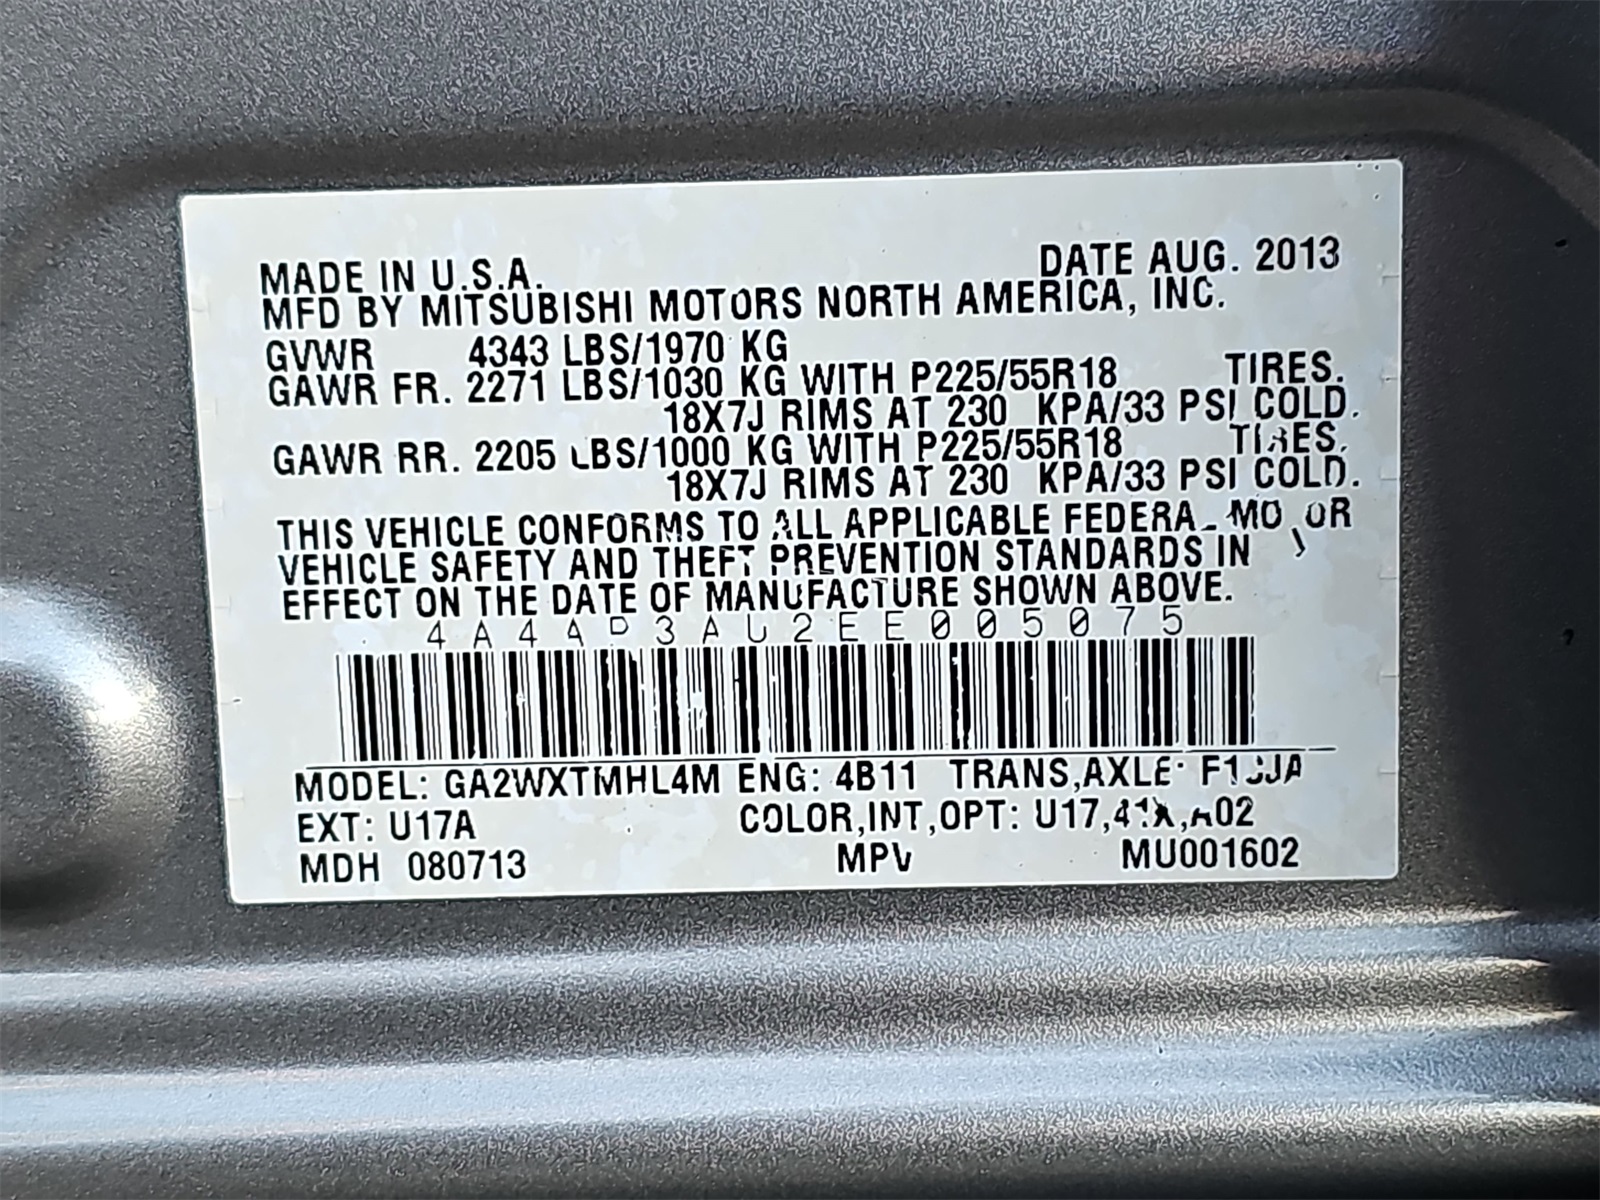 MADE IN U.S.A. DATE AUG. 2013
MFD BY MITSUBISHI MOTORS NORTH AMERICA, INC.
GVWR 4343 LBS/1970 KG
GAWR FR. 2271 LBS/1030 KG WITH P225/55R18 TIRES.
18X7J RIMS AT 230 KPA/33 PSI COLD.
GAWR RR. 2205 LBS/1000 KG WITH P225/55R18 TIRES.
18X7J RIMS AT 230 KPA/33 PSI COLD.
THIS VEHICLE CONFORMS TO ALL APPLICABLE FEDERAL MOTOR
VEHICLE SAFETY AND THEFT PREVENTION STANDARDS IN
EFFECT ON THE DATE OF MANUFACTURE SHOWN ABOVE.
4A4AP3AU2EE005075
MODEL: GA2WXTMHL4M ENG: 4B11 TRANS,AXLE:
EXT: U17A COLOR,INT,OPT:
MDH 080713 MPV MU001602